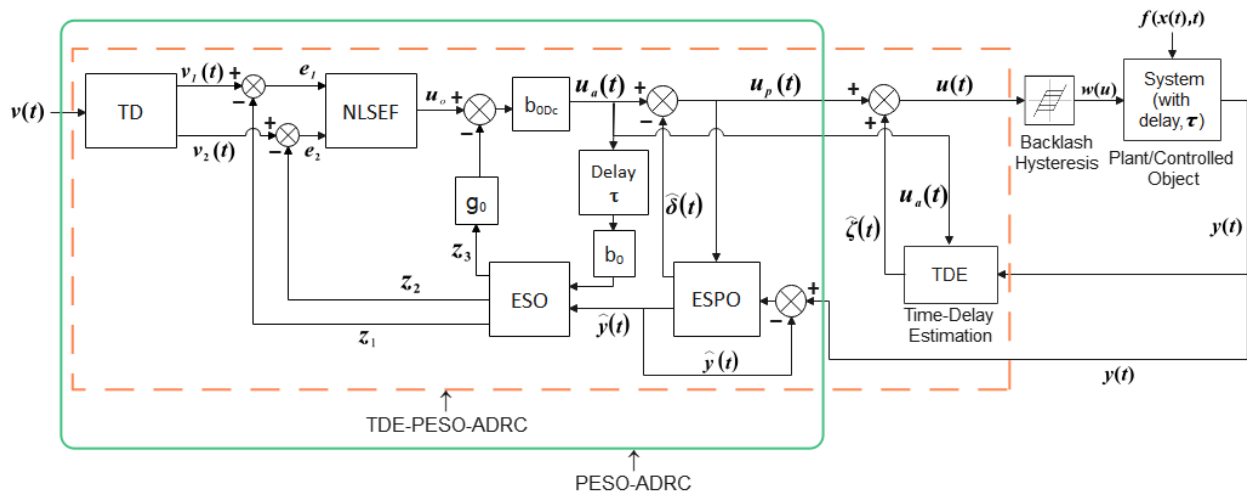 f(x(t),t)
v(t)
TD
v₁(t)
v₂(t)
+
−
+
−
e₁
e₂
NLSEF
uₒ
+
−
b₀Dc
uₐ(t)
+
−
uₚ(t)
+
+
u(t)
Backlash
Hysteresis
w(u)
System
(with
delay, τ)
Plant/Controlled
Object
y(t)
Delay
τ
b₀
g₀
z₃
z₂
z₁
ESO
δ̂(t)
ESPO
ŷ(t)
ŷ(t)
+
−
ζ̂(t)
uₐ(t)
TDE
Time-Delay
Estimation
y(t)
TDE-PESO-ADRC
PESO-ADRC